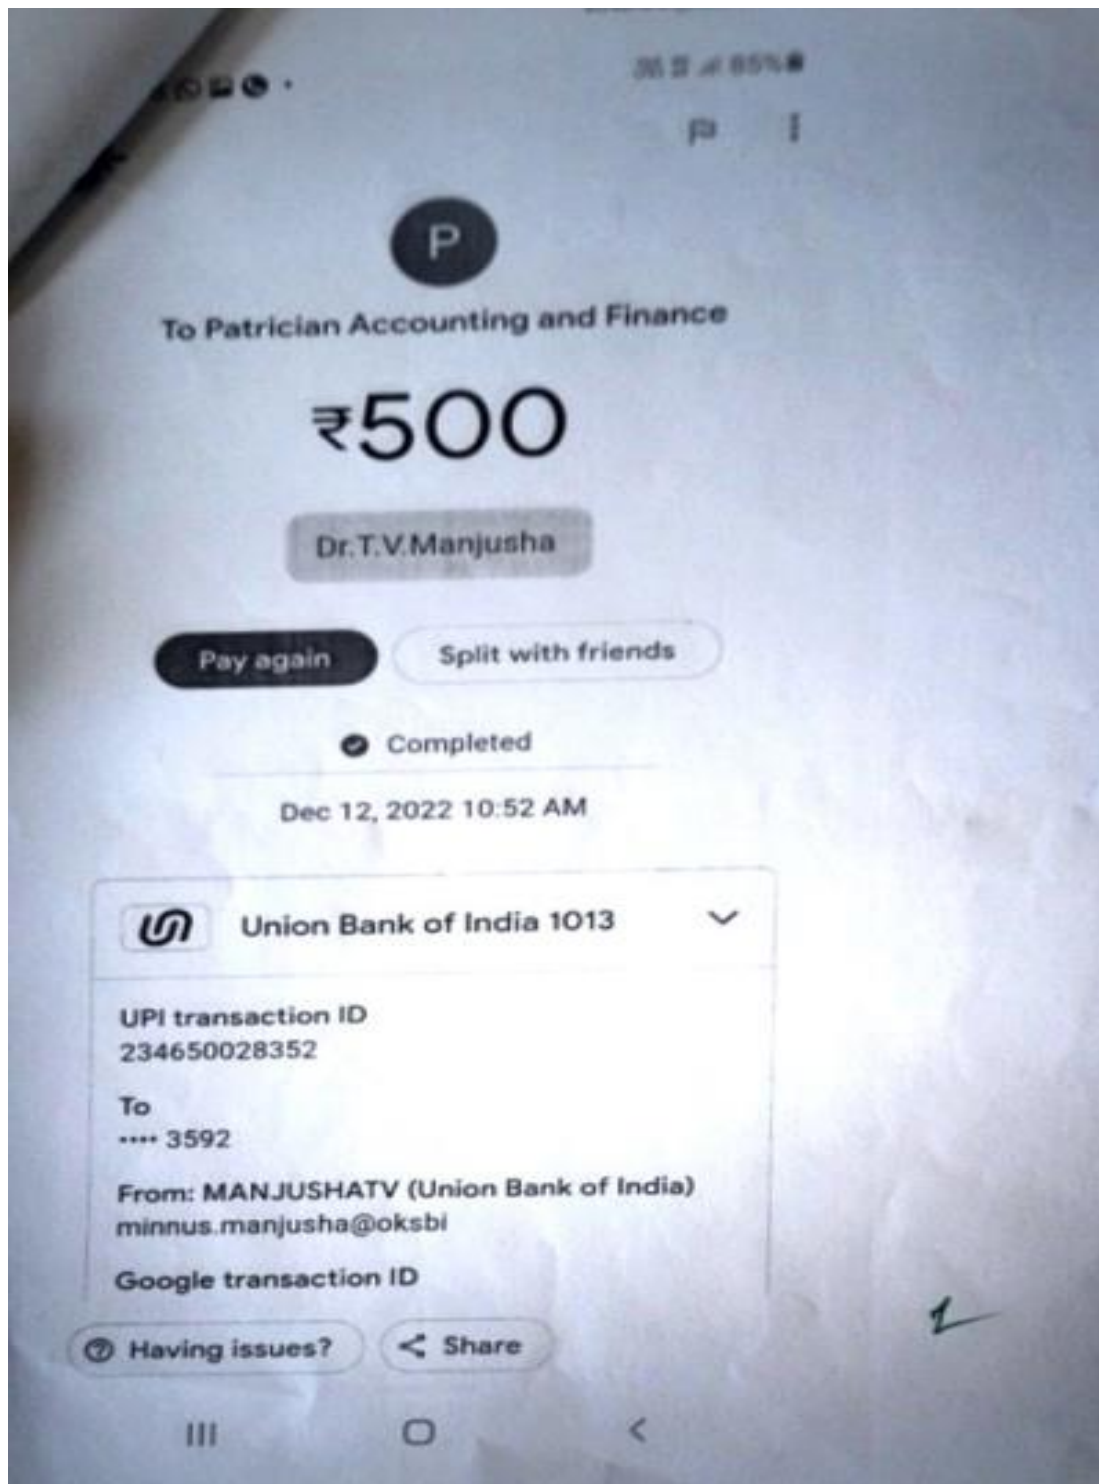 85%
P
To Patrician Accounting and Finance
₹500
Dr.T.V.Manjusha
Pay again
Split with friends
Completed
Dec 12, 2022 10:52 AM
Union Bank of India 1013
UPI transaction ID
234650028352
To
•••• 3592
From: MANJUSHATV (Union Bank of India)
minnus.manjusha@oksbi
Google transaction ID
Having issues?
Share